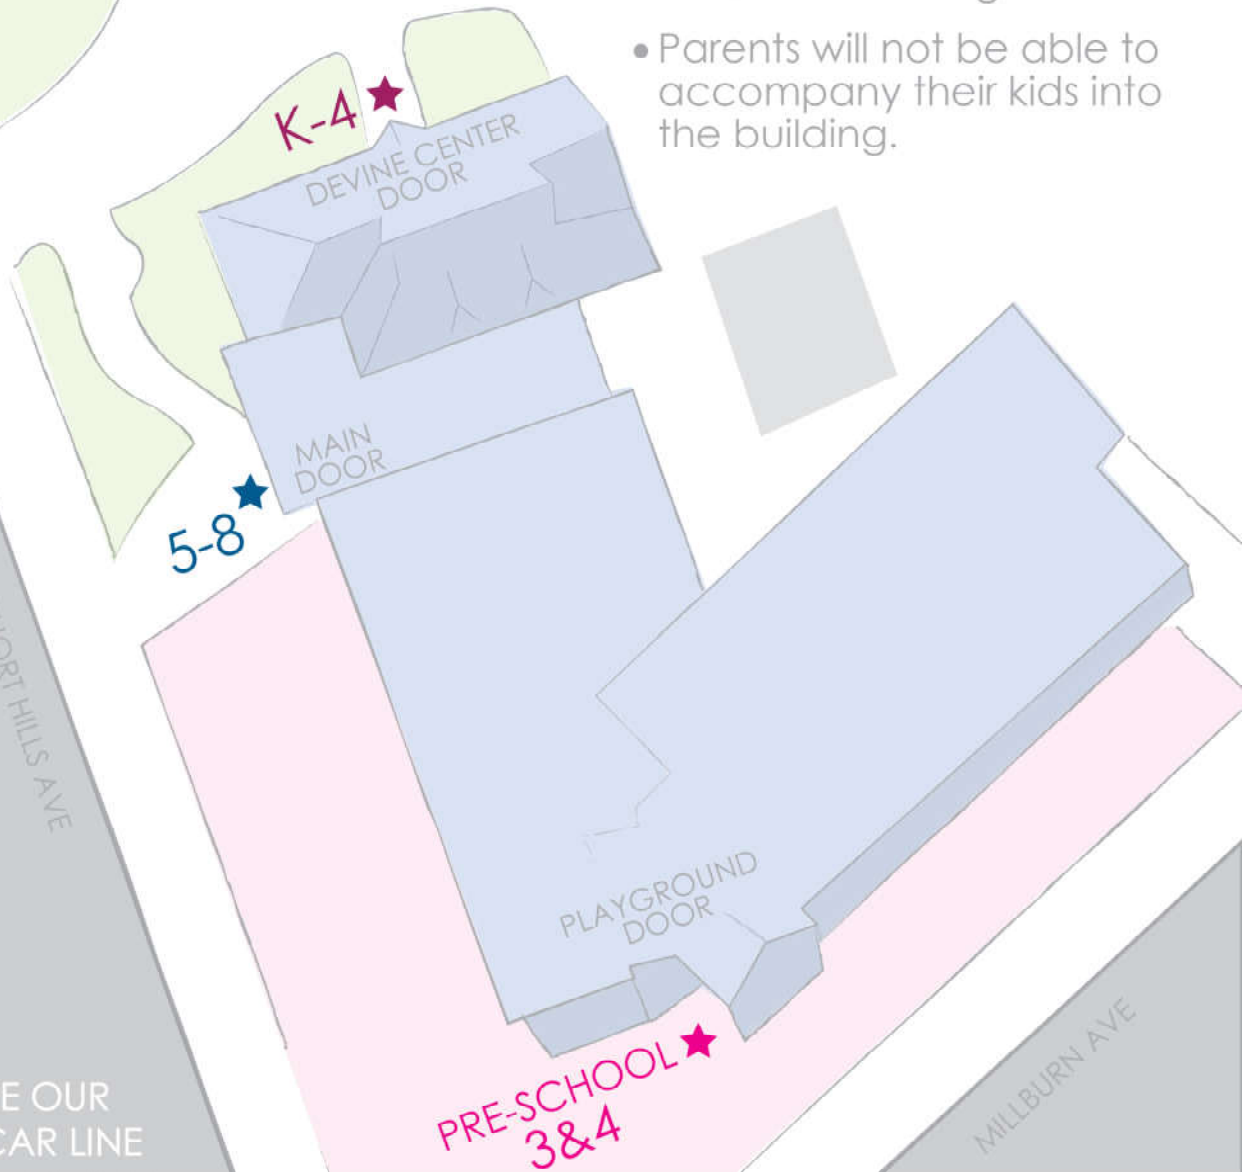 • Parents will not be able to
accompany their kids into
the building.
K-4
DEVINE CENTER
DOOR
MAIN
DOOR
5-8
HILLS AVE
PLAYGROUND
DOOR
PRE-SCHOOL
3&4
MILLBURN AVE
E OUR
CAR LINE